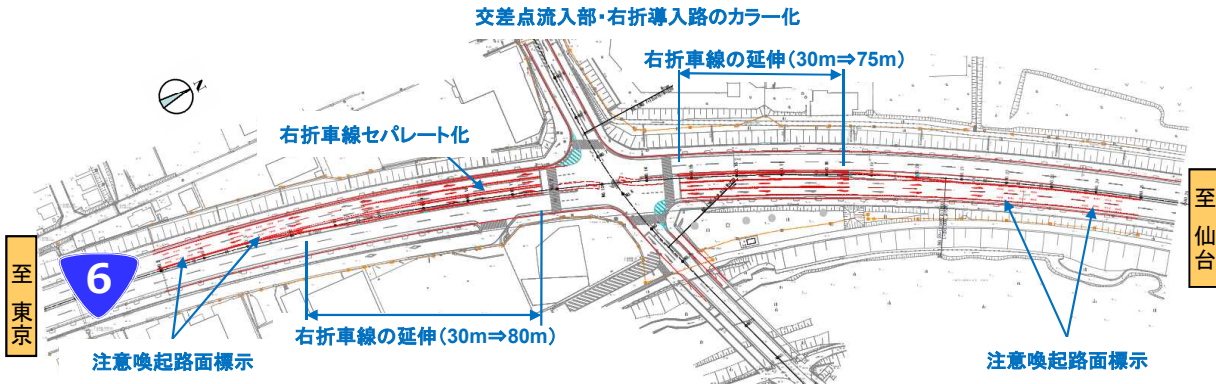 交差点流入部・右折導入路のカラー化
右折車線の延伸(30m⇒75m)
N
右折車線セパレート化
至 仙台
至 東京
6
右折車線の延伸(30m⇒80m)
注意喚起路面標示
注意喚起路面標示